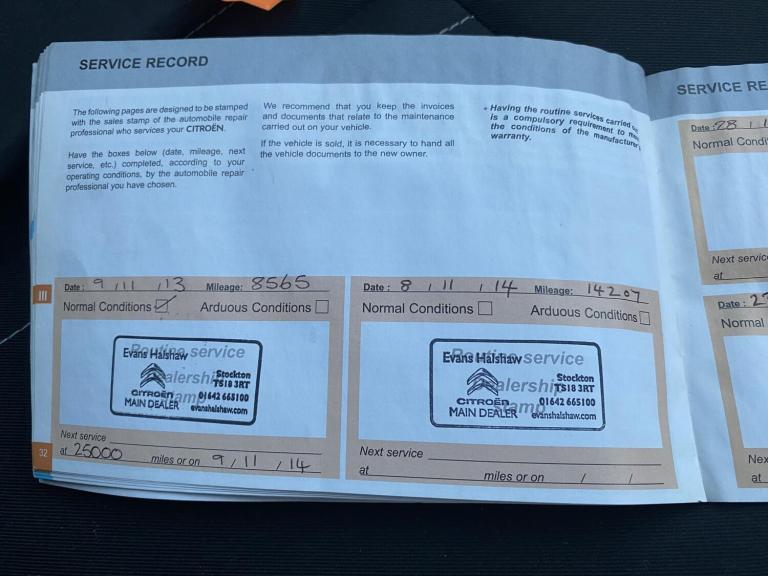 SERVICE RECORD
The following pages are designed to be stamped
with the sales stamp of the automobile repair
professional who services your CITROËN.
Have the boxes below (date, mileage, next
service, etc.) completed, according to your
operating conditions, by the automobile repair
professional you have chosen.
We recommend that you keep the invoices
and documents that relate to the maintenance
carried out on your vehicle.
If the vehicle is sold, it is necessary to hand all
the vehicle documents to the new owner.
Having the routine services carried
is a compulsory requirement to
the conditions of the manufacturer's
warranty.
III
Date: 9 / 11 / 13 Mileage: 8565
Normal Conditions Arduous Conditions
Routine service
Evans Halshaw
Stockton
TS18 3RT
CITROËN 01642 665100
MAIN DEALER evanshalshaw.com
Next service
at 25000 miles or on 9 / 11 / 14
32
Date: 8 / 11 / 14 Mileage: 14207
Normal Conditions Arduous Conditions
Routine service
Evans Halshaw
Stockton
TS18 3RT
CITROËN 01642 665100
MAIN DEALER evanshalshaw.com
Next service
at miles or on / /
SERVICE RE
Date: 28 / 1
Normal Condi
Next servic
at
Date: 2
Normal
Nex
at